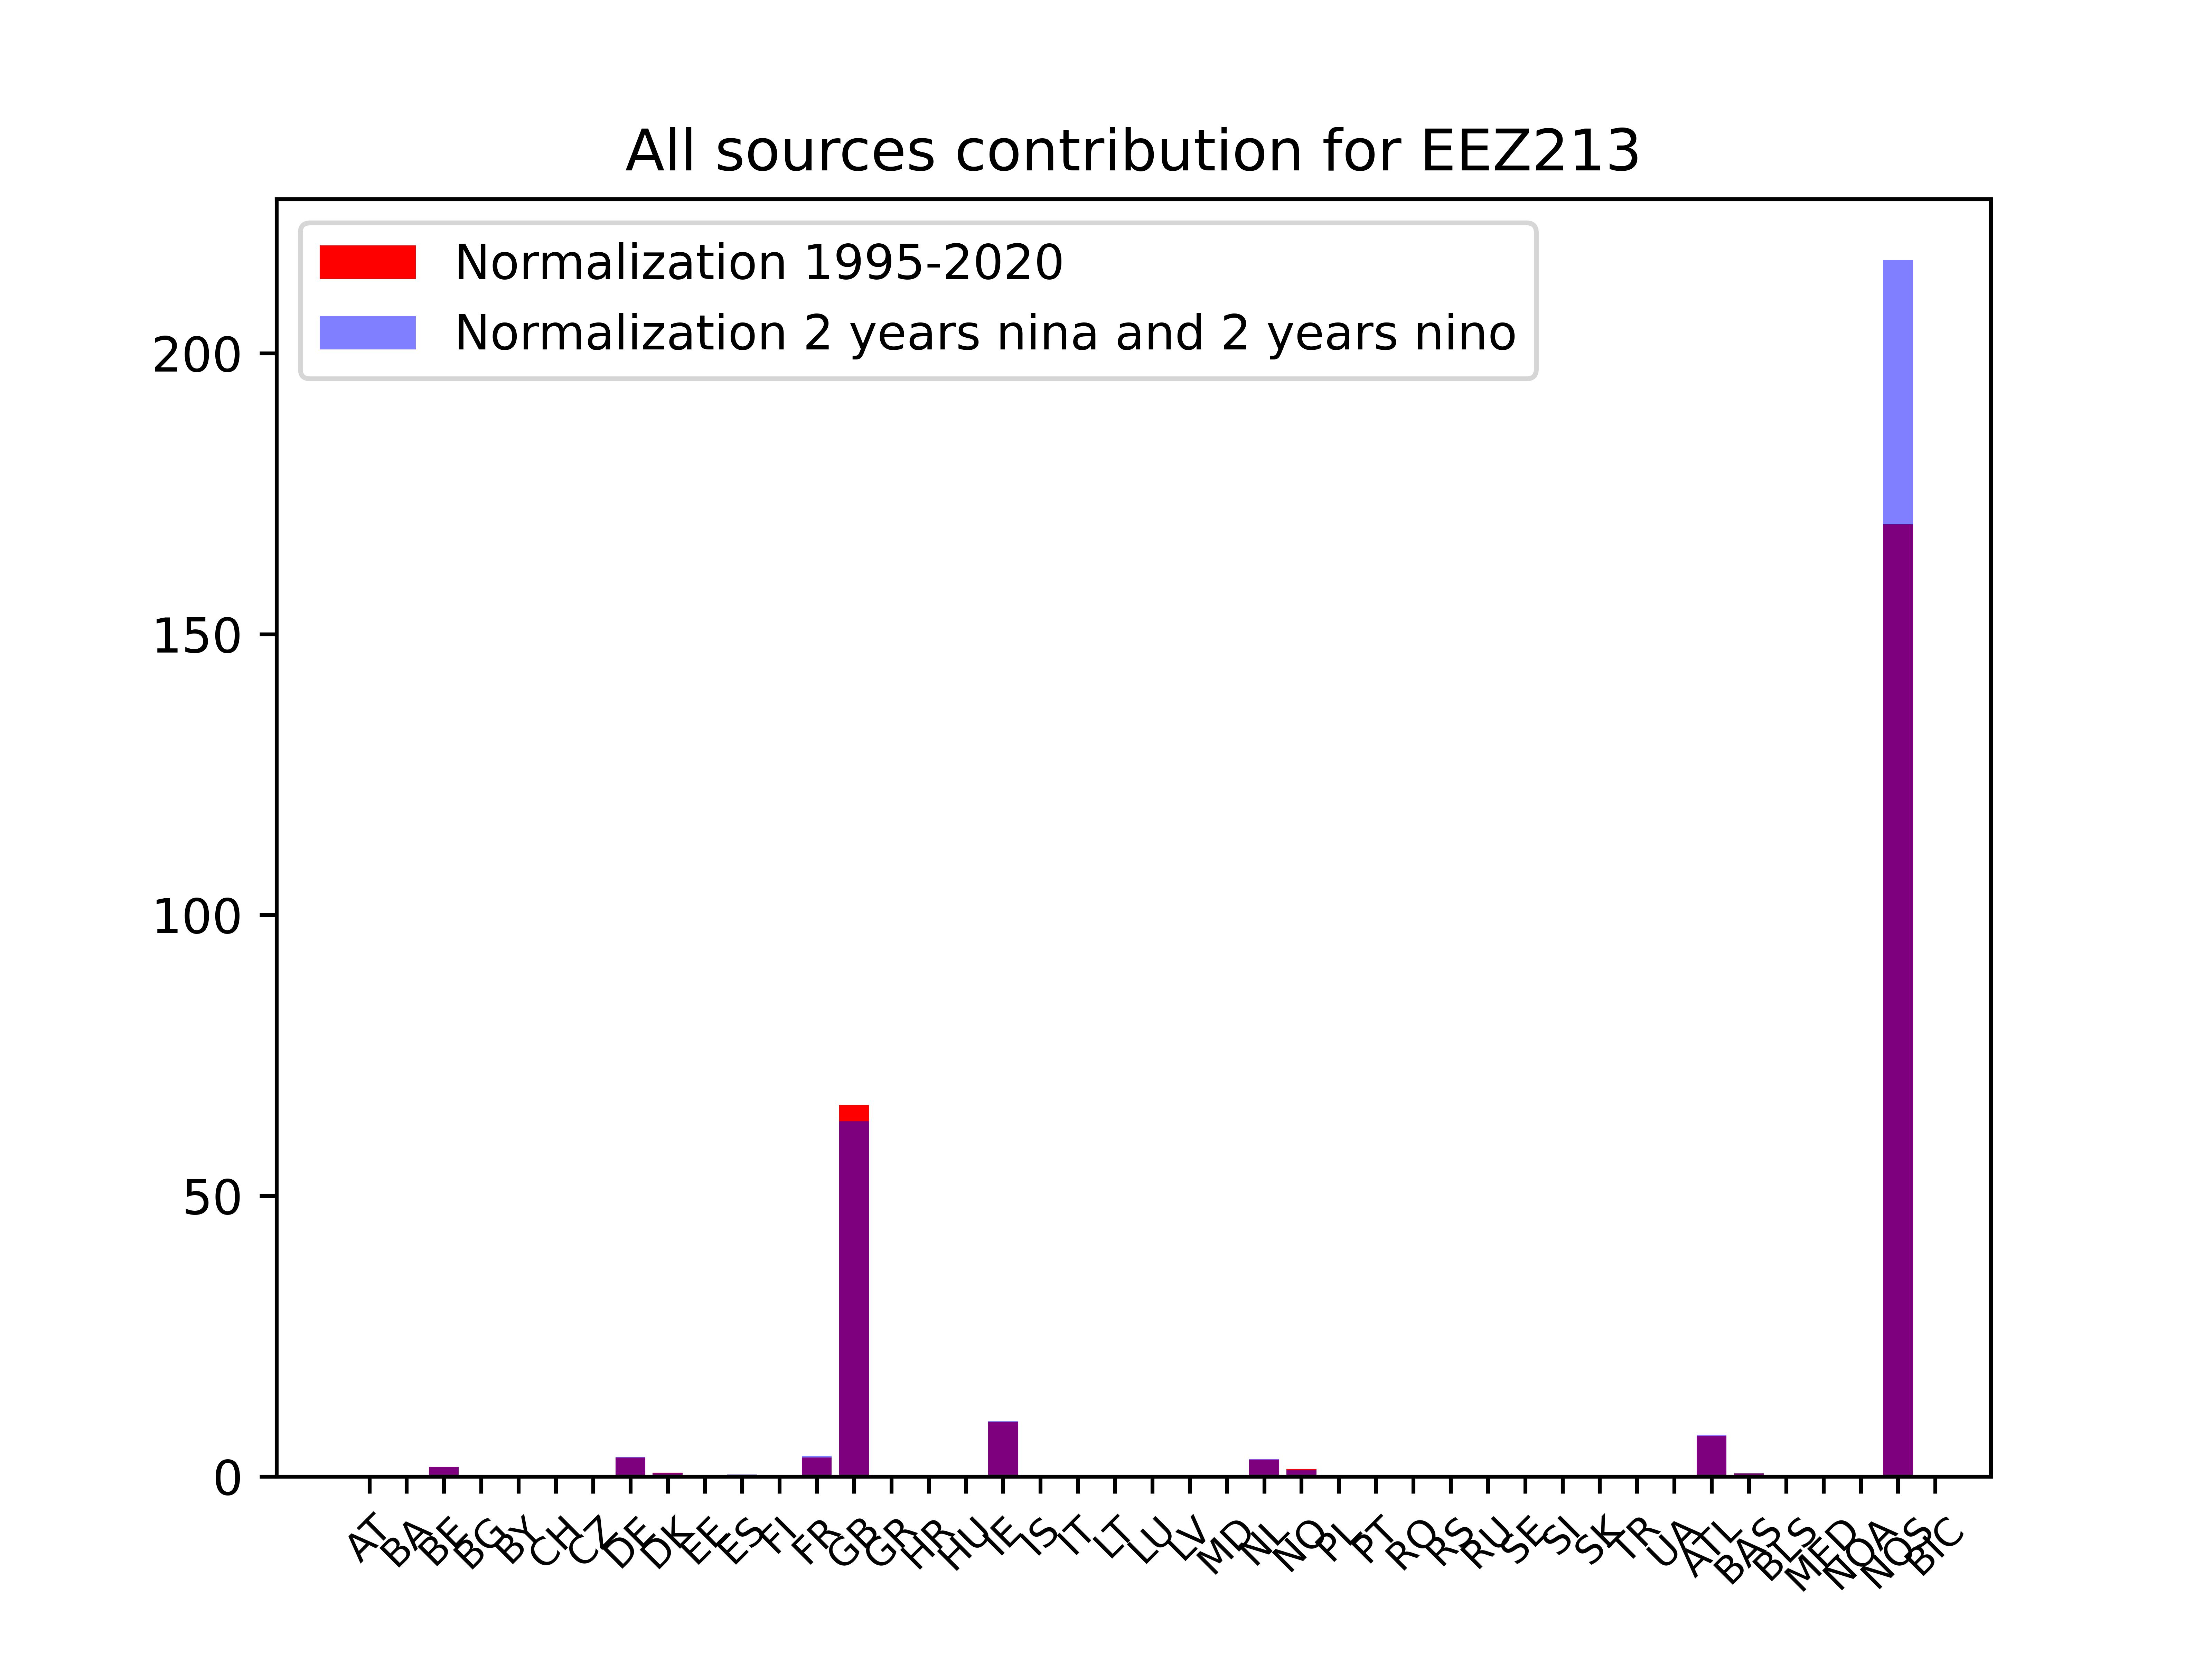 All sources contribution for EEZ213
Normalization 1995-2020
Normalization 2 years nina and 2 years nino
200
150
100
50
0
AT BA BE BG BY CH CZ DE DK EE ES FI FR GB GR HR HU IE IS IT LT LU LV MD NL NO PL PT RO RS RU SE SI SK TR UA ATL BAS BLS MED NOA NOS BIC